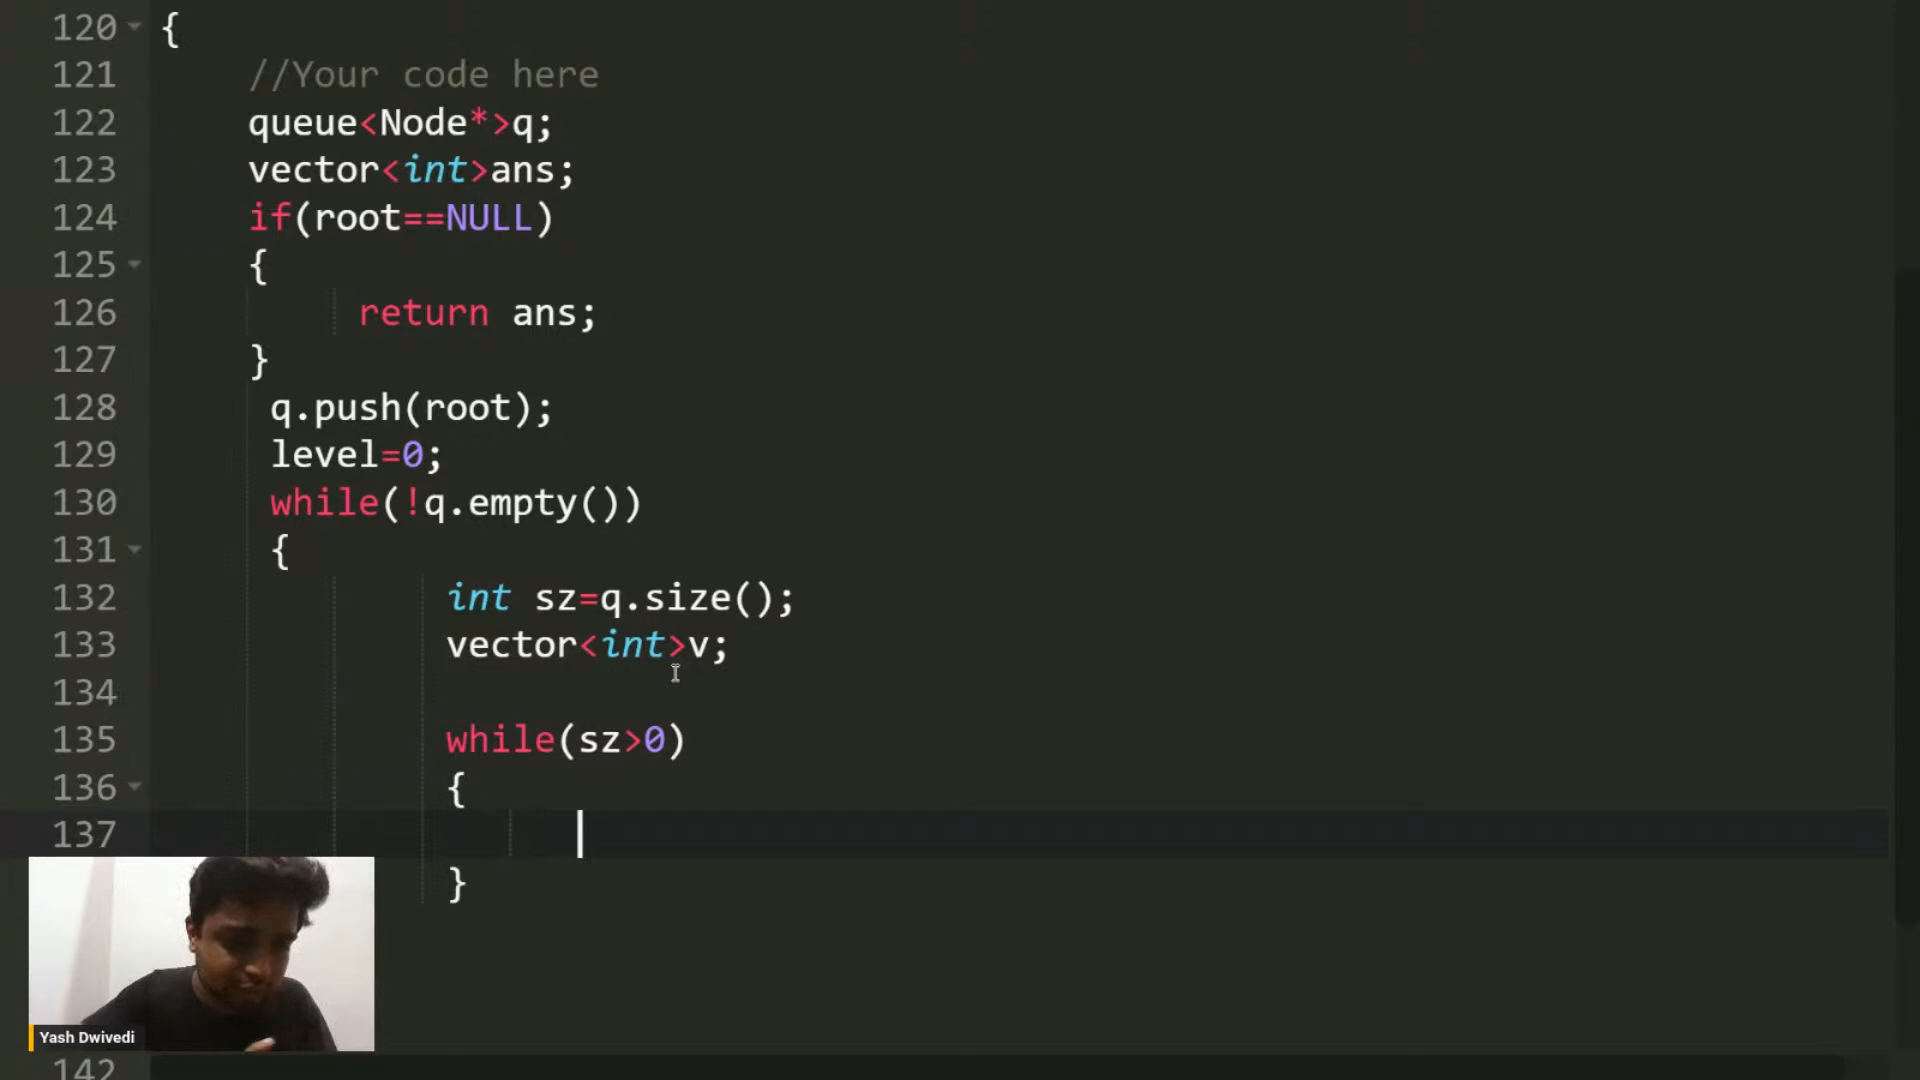 120 {
121 //Your code here
122 queue<Node*>q;
123 vector<int>ans;
124 if(root==NULL)
125 {
126 return ans;
127 }
128 q.push(root);
129 level=0;
130 while(!q.empty())
131 {
132 int sz=q.size();
133 vector<int>v;
134
135 while(sz>0)
136 {
137
}
Yash Dwivedi
142